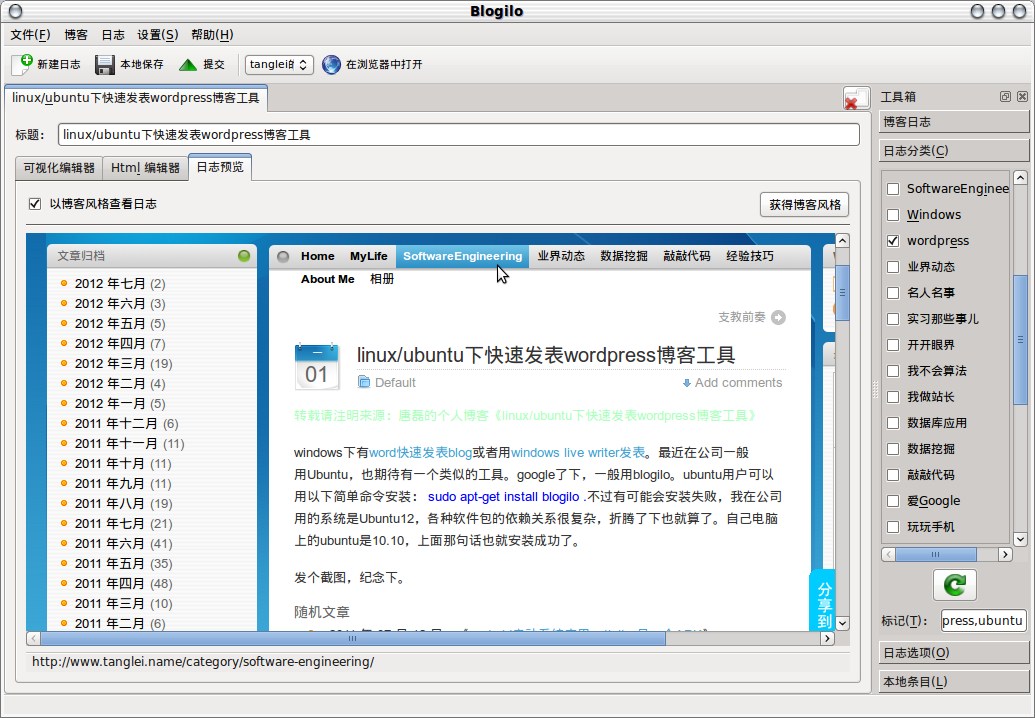 Blogilo
文件(F) 博客 日志 设置(S) 帮助(H)
新建日志 本地保存 提交 tanglei的 在浏览器中打开
linux/ubuntu下快速发表wordpress博客工具
标题: linux/ubuntu下快速发表wordpress博客工具
可视化编辑器 Html 编辑器 日志预览
以博客风格查看日志 获得博客风格
文章归档
2012 年七月 (2)
2012 年六月 (3)
2012 年五月 (5)
2012 年四月 (7)
2012 年三月 (19)
2012 年二月 (4)
2012 年一月 (5)
2011 年十二月 (6)
2011 年十一月 (11)
2011 年十月 (11)
2011 年九月 (11)
2011 年八月 (19)
2011 年七月 (21)
2011 年六月 (41)
2011 年五月 (35)
2011 年四月 (48)
2011 年三月 (10)
2011 年二月 (6)
Home MyLife SoftwareEngineering 业界动态 数据挖掘 敲敲代码 经验技巧
About Me 相册
支教前奏
01
linux/ubuntu下快速发表wordpress博客工具
Default Add comments
转载请注明来源：唐磊的个人博客《linux/ubuntu下快速发表wordpress博客工具》
windows下有word快速发表blog或者用windows live writer发表。最近在公司一般
用Ubuntu，也期待有一个类似的工具。google了下，一般用blogilo。ubuntu用户可以
用以下简单命令安装： sudo apt-get install blogilo .不过有可能会安装失败，我在公司
用的系统是Ubuntu12，各种软件包的依赖关系很复杂，折腾了下也就算了。自己电脑
上的ubuntu是10.10，上面那句话也就安装成功了。
发个截图，纪念下。
随机文章
分享到
http://www.tanglei.name/category/software-engineering/
工具箱
博客日志
日志分类(C)
SoftwareEnginee
Windows
wordpress
业界动态
名人名事
实习那些事儿
开开眼界
我不会算法
我做站长
数据库应用
数据挖掘
敲敲代码
爱Google
玩玩手机
标记(T): press,ubuntu
日志选项(O)
本地条目(L)